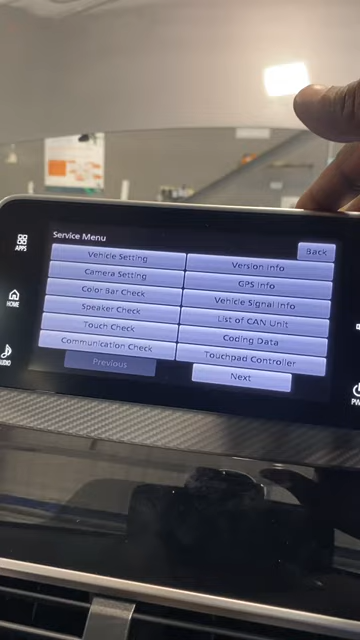 Service Menu
Back
Vehicle Setting
Version Info
Camera Setting
GPS Info
Color Bar Check
Vehicle Signal Info
Speaker Check
List of CAN Unit
Touch Check
Coding Data
Communication Check
Touchpad Controller
Previous
Next
APPS
HOME